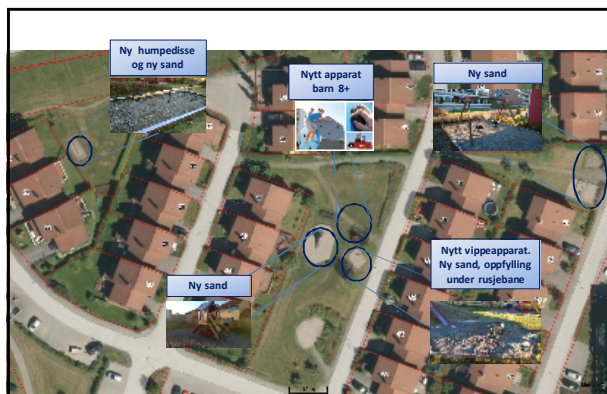 Ny humpedisse
og ny sand
Nytt apparat
barn 8+
Ny sand
Ny sand
Nytt vippeapparat.
Ny sand, oppfylling
under rusjebane